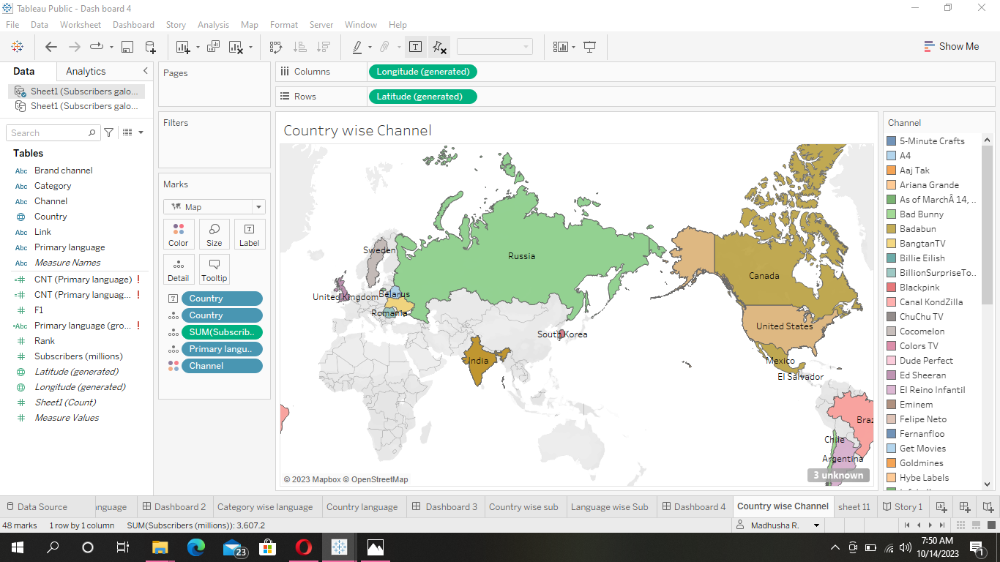 Tableau Public - Dash board 4
File Data Worksheet Dashboard Story Analysis Map Format Server Window Help
Show Me
Data Analytics
Sheet1 (Subscribers galo...
Sheet1 (Subscribers galo...
Search
Tables
Abc Brand channel
Abc Category
Abc Channel
Country
Abc Link
Abc Primary language
Abc Measure Names
CNT (Primary language) !
CNT (Primary languag... !
F1
=Abc Primary language (gro... !
Rank
Subscribers (millions)
Latitude (generated)
Longitude (generated)
Sheet1 (Count)
Measure Values
Pages
Filters
Marks
Map
Color Size Label
Detail Tooltip
Country
Country
SUM(Subscrib..
Primary langu..
Channel
Columns Longitude (generated)
Rows Latitude (generated)
Country wise Channel
Sweden
Russia
Canada
United Kingdom
Belarus
Romania
United States
South Korea
India
Mexico
El Salvador
Braz
Chile
Argentina
3 unknown
© 2023 Mapbox © OpenStreetMap
Channel
5-Minute Crafts
A4
Aaj Tak
Ariana Grande
As of MarchÂ 14, ..
Bad Bunny
Badabun
BangtanTV
Billie Eilish
BillionSurpriseTo..
Blackpink
Canal KondZilla
ChuChu TV
Cocomelon
Colors TV
Dude Perfect
Ed Sheeran
El Reino Infantil
Eminem
Felipe Neto
Fernanfloo
Get Movies
Goldmines
Hybe Labels
Data Source nguage Dashboard 2 Category wise language Country language Dashboard 3 Country wise sub Language wise Sub Dashboard 4 Country wise Channel sheet 11 Story 1
48 marks 1 row by 1 column SUM(Subscribers (millions)): 3,607.2 Madhusha R.
23
7:50 AM
10/14/2023
1